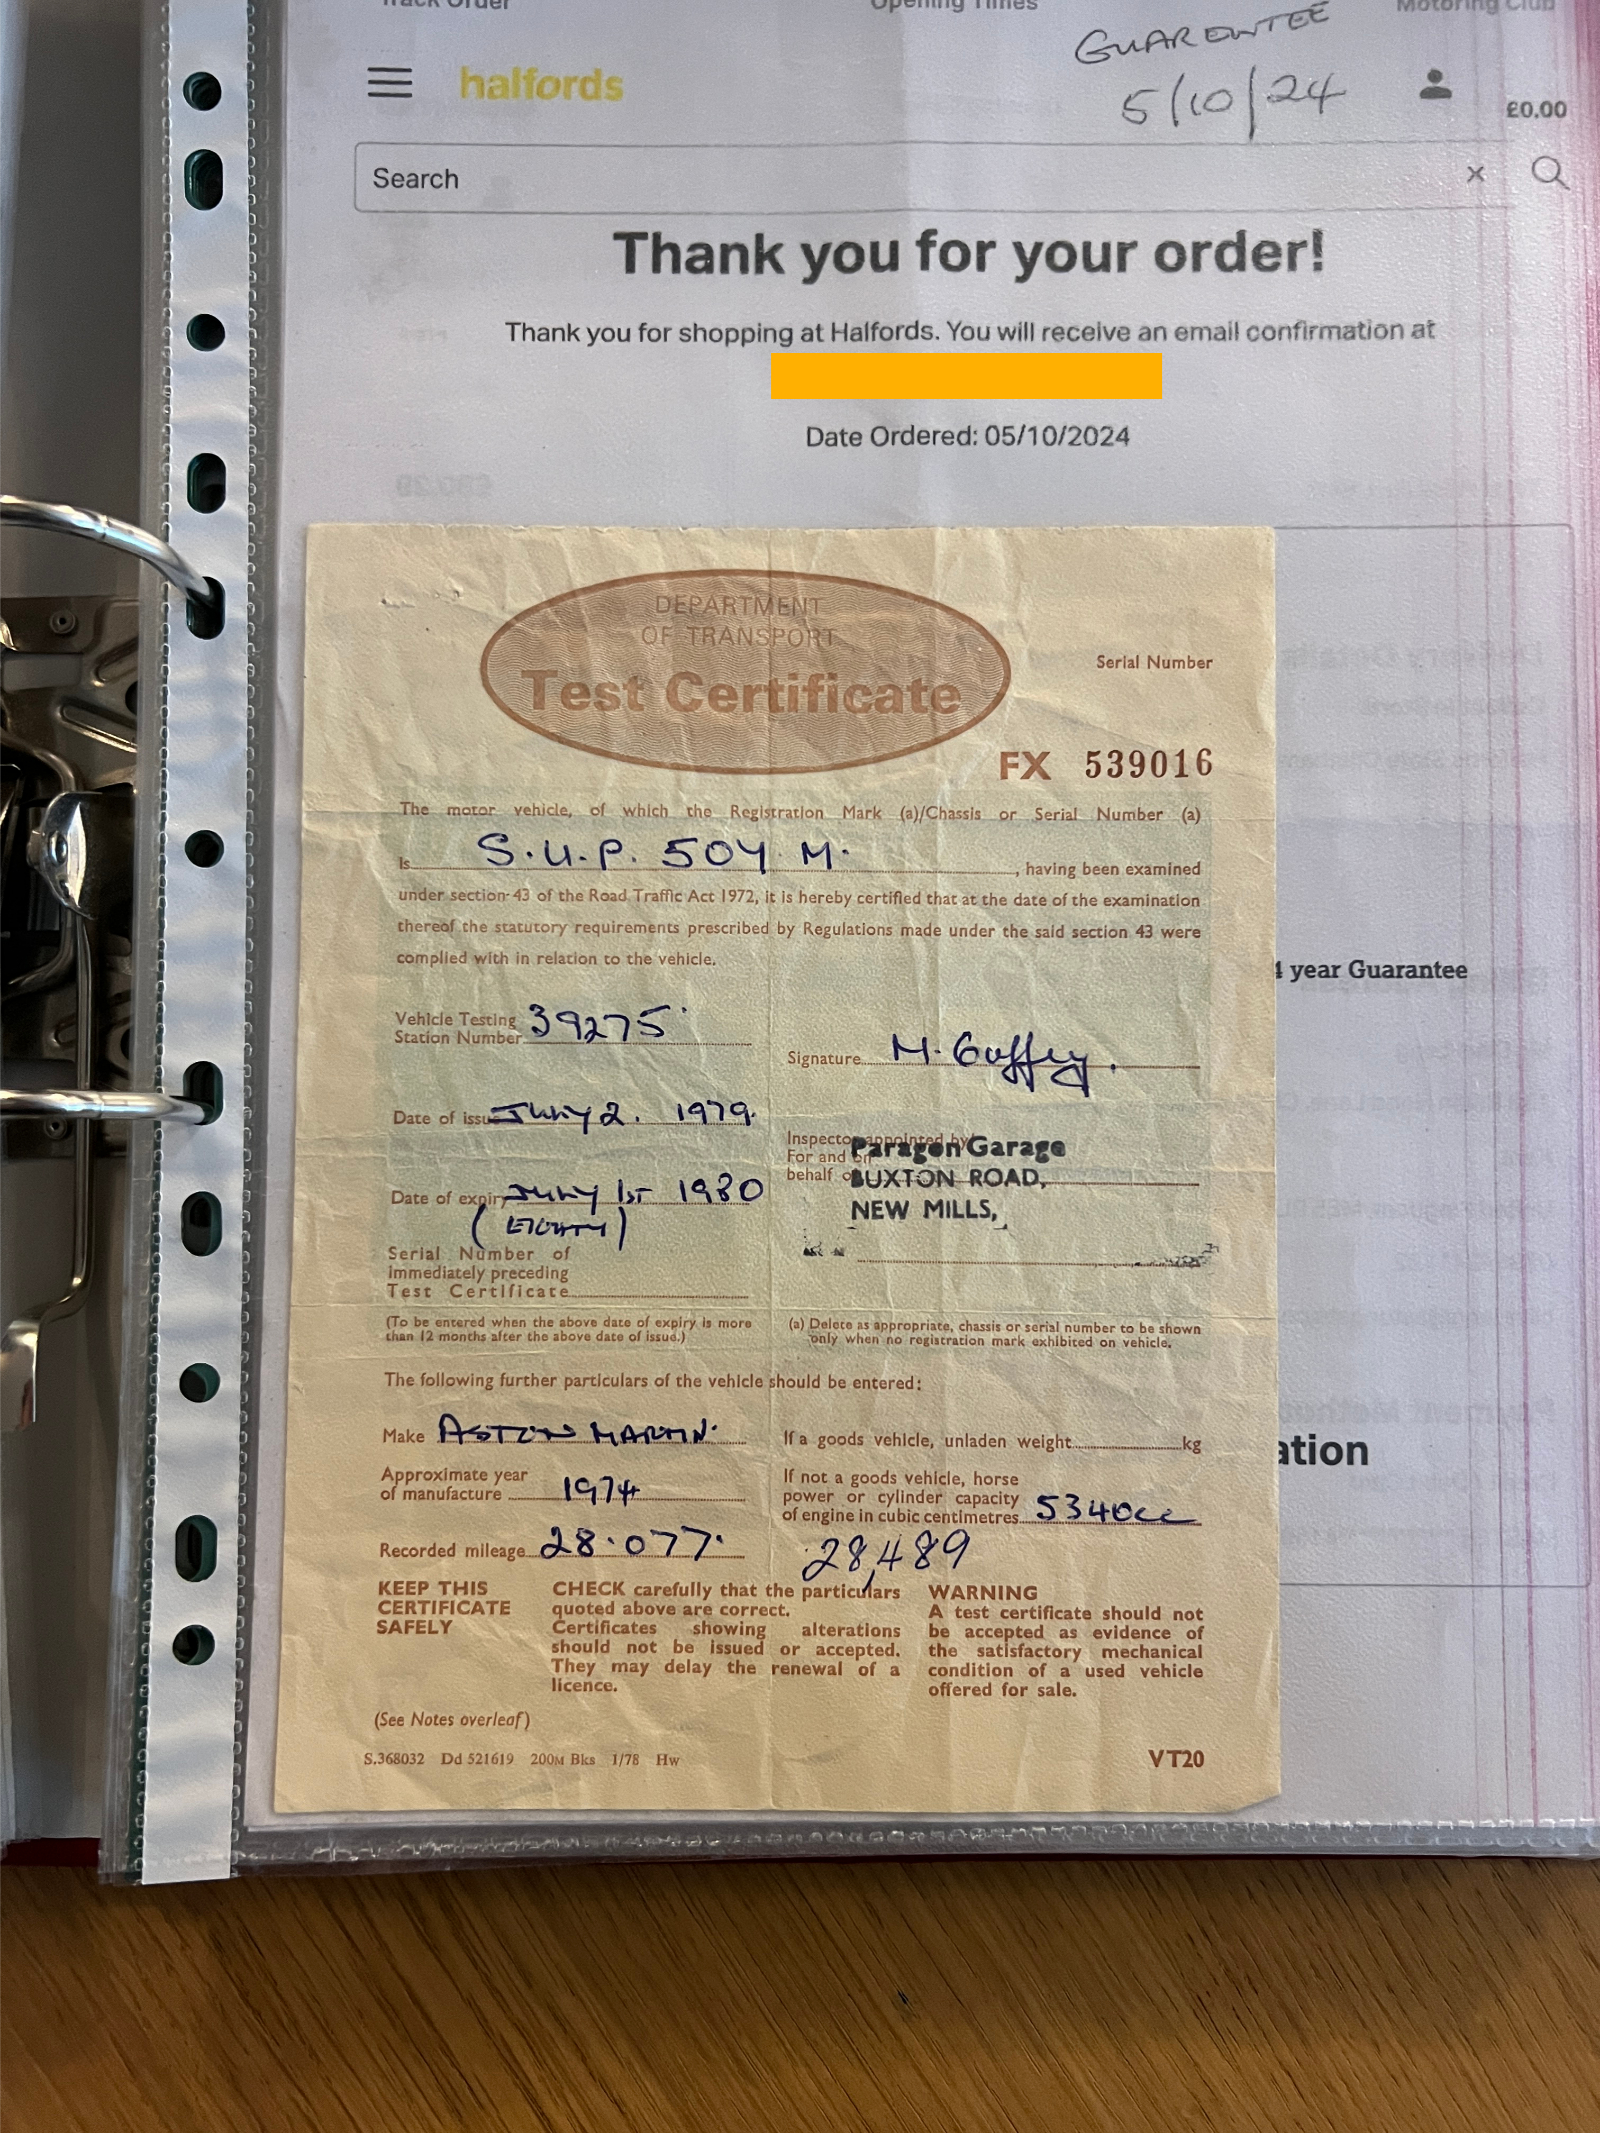 Track Order Opening Times Motoring Club
GUARENTEE
halfords 5/10/24 £0.00
Search ×
Thank you for your order!
Thank you for shopping at Halfords. You will receive an email confirmation at
Date Ordered: 05/10/2024
DEPARTMENT
OF TRANSPORT
Test Certificate
Serial Number
FX 539016
The motor vehicle, of which the Registration Mark (a)/Chassis or Serial Number (a)
is S.U.P. 504 M. , having been examined
under section 43 of the Road Traffic Act 1972, it is hereby certified that at the date of the examination
thereof the statutory requirements prescribed by Regulations made under the said section 43 were
complied with in relation to the vehicle.
4 year Guarantee
Vehicle Testing
Station Number 39275
Signature M. Gaffey.
Date of issue July 2. 1979.
Inspector appointed by
For and on
behalf of
Paragon Garage
BUXTON ROAD,
NEW MILLS,
Date of expiry July 1st 1980
(EIGHTY)
Serial Number of
immediately preceding
Test Certificate
(To be entered when the above date of expiry is more
than 12 months after the above date of issue.)
(a) Delete as appropriate, chassis or serial number to be shown
only when no registration mark exhibited on vehicle.
The following further particulars of the vehicle should be entered:
Make ASTON MARTIN.
If a goods vehicle, unladen weight kg
ation
Approximate year
of manufacture 1974
If not a goods vehicle, horse
power or cylinder capacity
of engine in cubic centimetres 5340cc
Recorded mileage 28.077.
28,489
KEEP THIS
CERTIFICATE
SAFELY
CHECK carefully that the particulars
quoted above are correct.
Certificates showing alterations
should not be issued or accepted.
They may delay the renewal of a
licence.
WARNING
A test certificate should not
be accepted as evidence of
the satisfactory mechanical
condition of a used vehicle
offered for sale.
(See Notes overleaf)
S.368032 Dd 521619 200M Bks 1/78 Hw
VT20